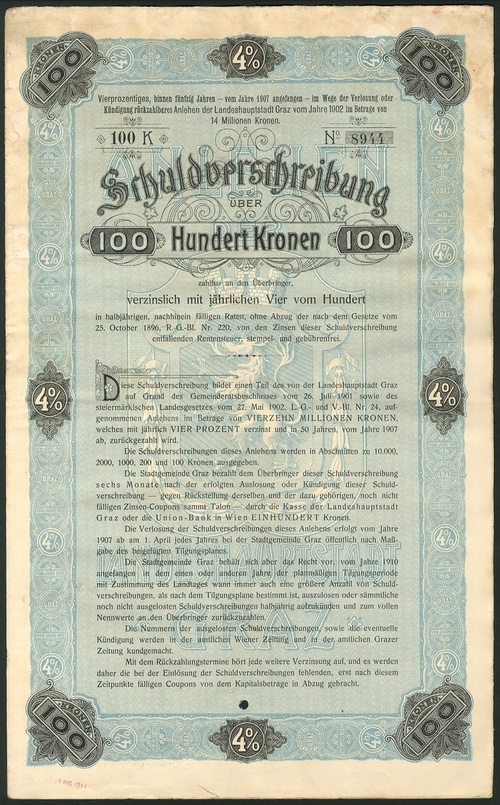 KRONEN 100
4%
100 KRONEN
Vierprozentiges, binnen fünfzig Jahren — vom Jahre 1907 angefangen — im Wege der Verlosung oder
Kündigung rückzahlbares Anlehen der Landeshauptstadt Graz vom Jahre 1902 im Betrage von
14 Millionen Kronen.
100 K
No 8944
Schuldverschreibung
ÜBER
100 Hundert Kronen 100
zahlbar an den Überbringer,
verzinslich mit jährlichen Vier vom Hundert
in halbjährigen, nachhinein fälligen Raten, ohne Abzug der nach dem Gesetze vom
25. October 1896, R.-G.-Bl. Nr. 220, von den Zinsen dieser Schuldverschreibung
entfallenden Rentensteuer, stempel- und gebührenfrei.
Diese Schuldverschreibung bildet einen Teil des von der Landeshauptstadt Graz
auf Grund des Gemeinderatsbeschlusses vom 26. Juli 1901 sowie des
steiermärkischen Landesgesetzes vom 27. Mai 1902, L.-G.- und V.-Bl. Nr. 24, auf-
genommenen Anlehens im Betrage von VIERZEHN MILLIONEN KRONEN,
welches mit jährlich VIER PROZENT verzinst und in 50 Jahren, vom Jahre 1907
ab, zurückgezahlt wird.
Die Schuldverschreibungen dieses Anlehens werden in Abschnitten zu 10.000,
2000, 1000, 200 und 100 Kronen ausgegeben.
Die Stadtgemeinde Graz bezahlt dem Überbringer dieser Schuldverschreibung
sechs Monate nach der erfolgten Auslosung oder Kündigung dieser Schuld-
verschreibung — gegen Rückstellung derselben und der dazu gehörigen, noch nicht
fälligen Zinsen-Coupons samt Talon — durch die Kasse der Landeshauptstadt
Graz oder die Union-Bank in Wien EINHUNDERT Kronen.
Die Verlosung der Schuldverschreibungen dieses Anlehens erfolgt vom Jahre
1907 ab am 1. April jedes Jahres bei der Stadtgemeinde Graz öffentlich nach Maß-
gabe des beigefügten Tilgungsplanes.
Die Stadtgemeinde Graz behält sich aber das Recht vor, vom Jahre 1910
angefangen in dem einen oder anderen Jahre der planmäßigen Tilgungsperiode
mit Zustimmung des Landtages wann immer auch eine größere Anzahl von Schuld-
verschreibungen, als nach dem Tilgungsplane bestimmt ist, auszulosen oder sämtliche
noch nicht ausgelosten Schuldverschreibungen halbjährig aufzukünden und zum vollen
Nennwerte an den Überbringer zurückzuzahlen.
Die Nummern der ausgelosten Schuldverschreibungen, sowie die eventuelle
Kündigung werden in der amtlichen Wiener Zeitung und in der amtlichen Grazer
Zeitung kundgemacht.
Mit dem Rückzahlungstermine hört jede weitere Verzinsung auf, und es werden
daher die bei der Einlösung der Schuldverschreibungen fehlenden, erst nach diesem
Zeitpunkte fälligen Coupons von dem Kapitalsbetrage in Abzug gebracht.
4%
4%
KRONEN 100
4%
100 KRONEN